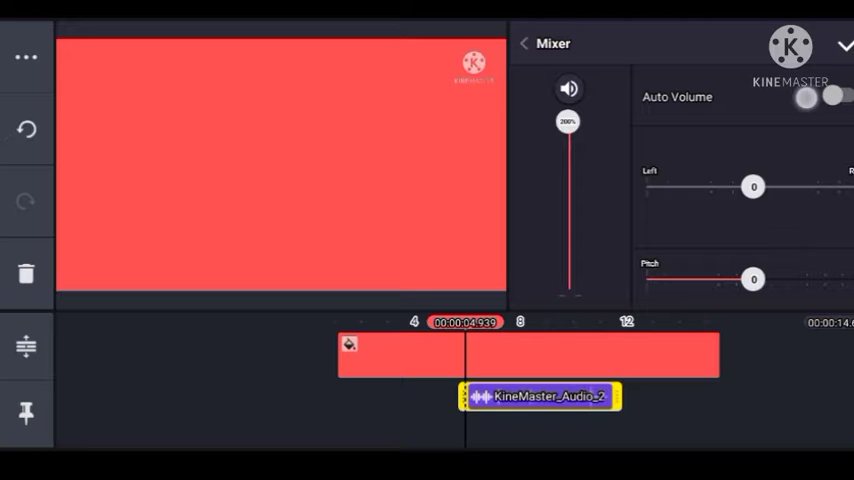 Mixer
KINEMASTER
KINEMASTER
200%
Auto Volume
Left
R
0
Pitch
0
4
00:00:04.939
8
12
00:00:14.6
KineMaster_Audio_2